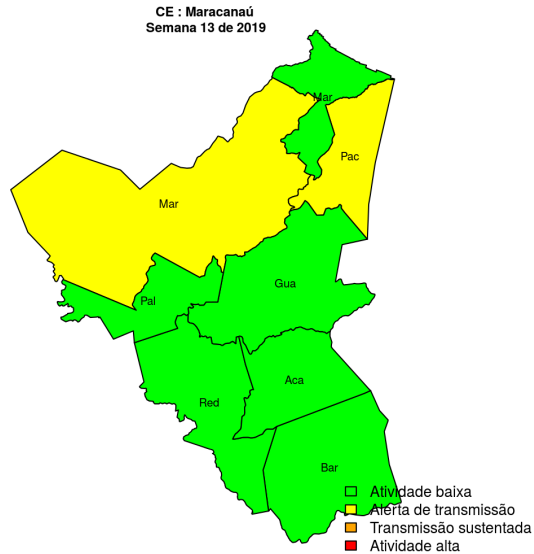 CE : Maracanaú
Semana 13 de 2019
Mar
Pac
Mar
Gua
Pal
Aca
Red
Bar
Atividade baixa
Alerta de transmissão
Transmissão sustentada
Atividade alta